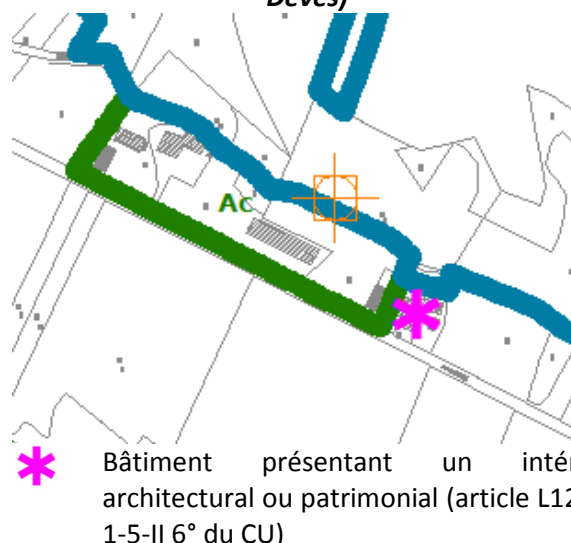 Devès)
Ac
Bâtiment présentant un intér
architectural ou patrimonial (article L12
1-5-II 6° du CU)